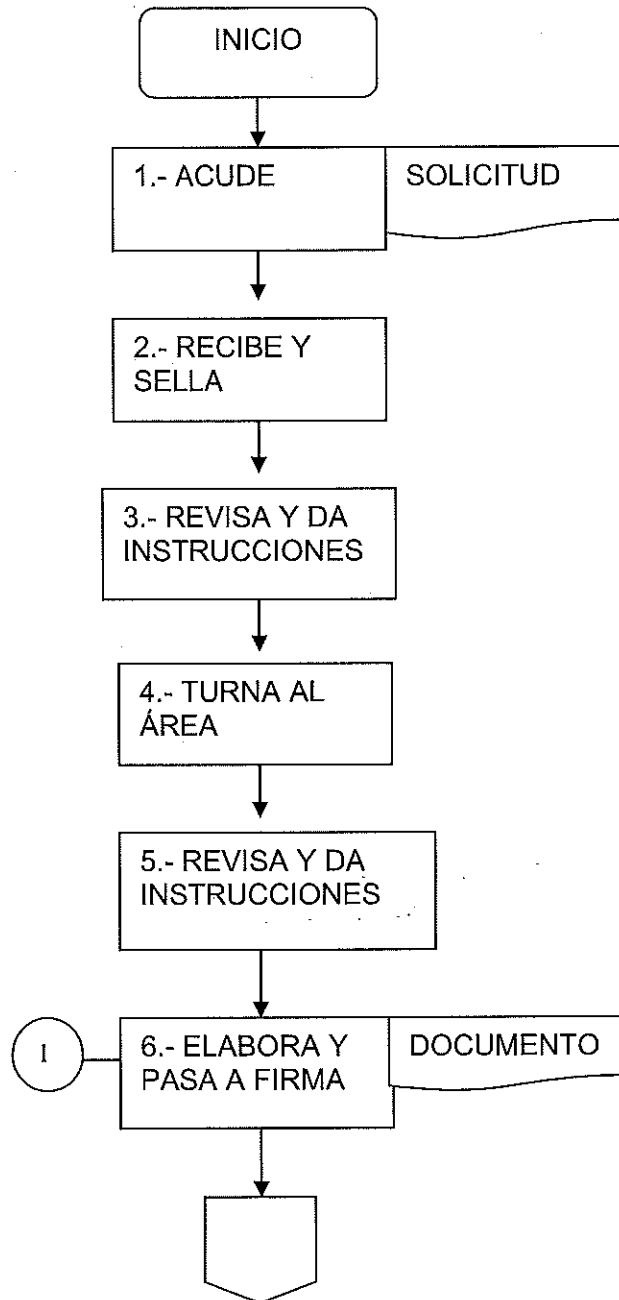 INICIO
1.- ACUDE
SOLICITUD
2.- RECIBE Y
SELLA
3.- REVISA Y DA
INSTRUCCIONES
4.- TURNA AL
ÁREA
5.- REVISA Y DA
INSTRUCCIONES
I
6.- ELABORA Y
PASA A FIRMA
DOCUMENTO